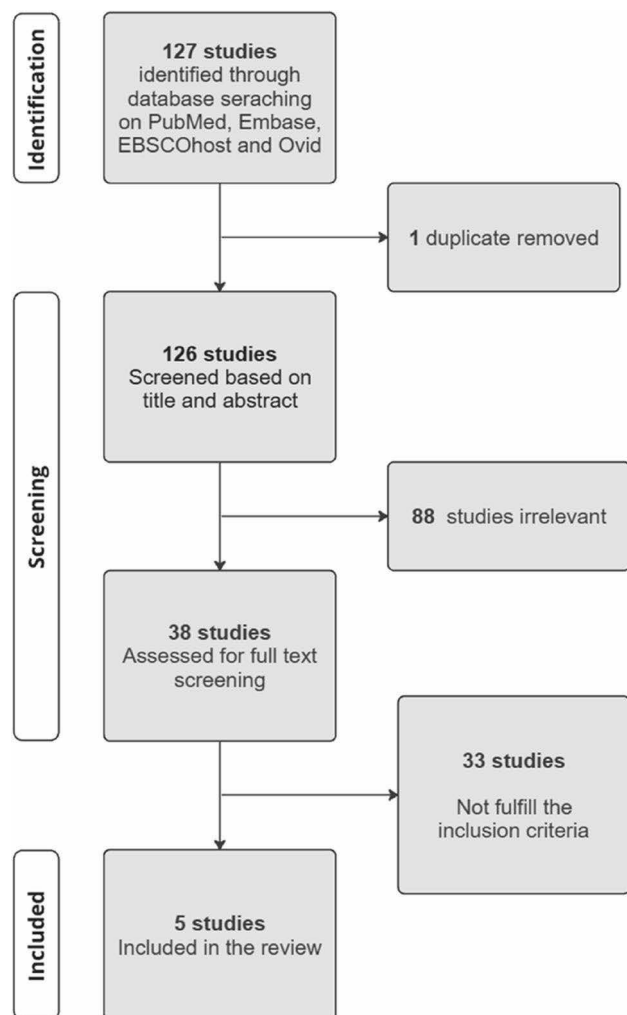 Identification
127 studies
identified through
database seraching
on PubMed, Embase,
EBSCOhost and Ovid
1 duplicate removed
Screening
126 studies
Screened based on
title and abstract
88 studies irrelevant
38 studies
Assessed for full text
screening
33 studies
Not fulfill the
inclusion criteria
Included
5 studies
Included in the review